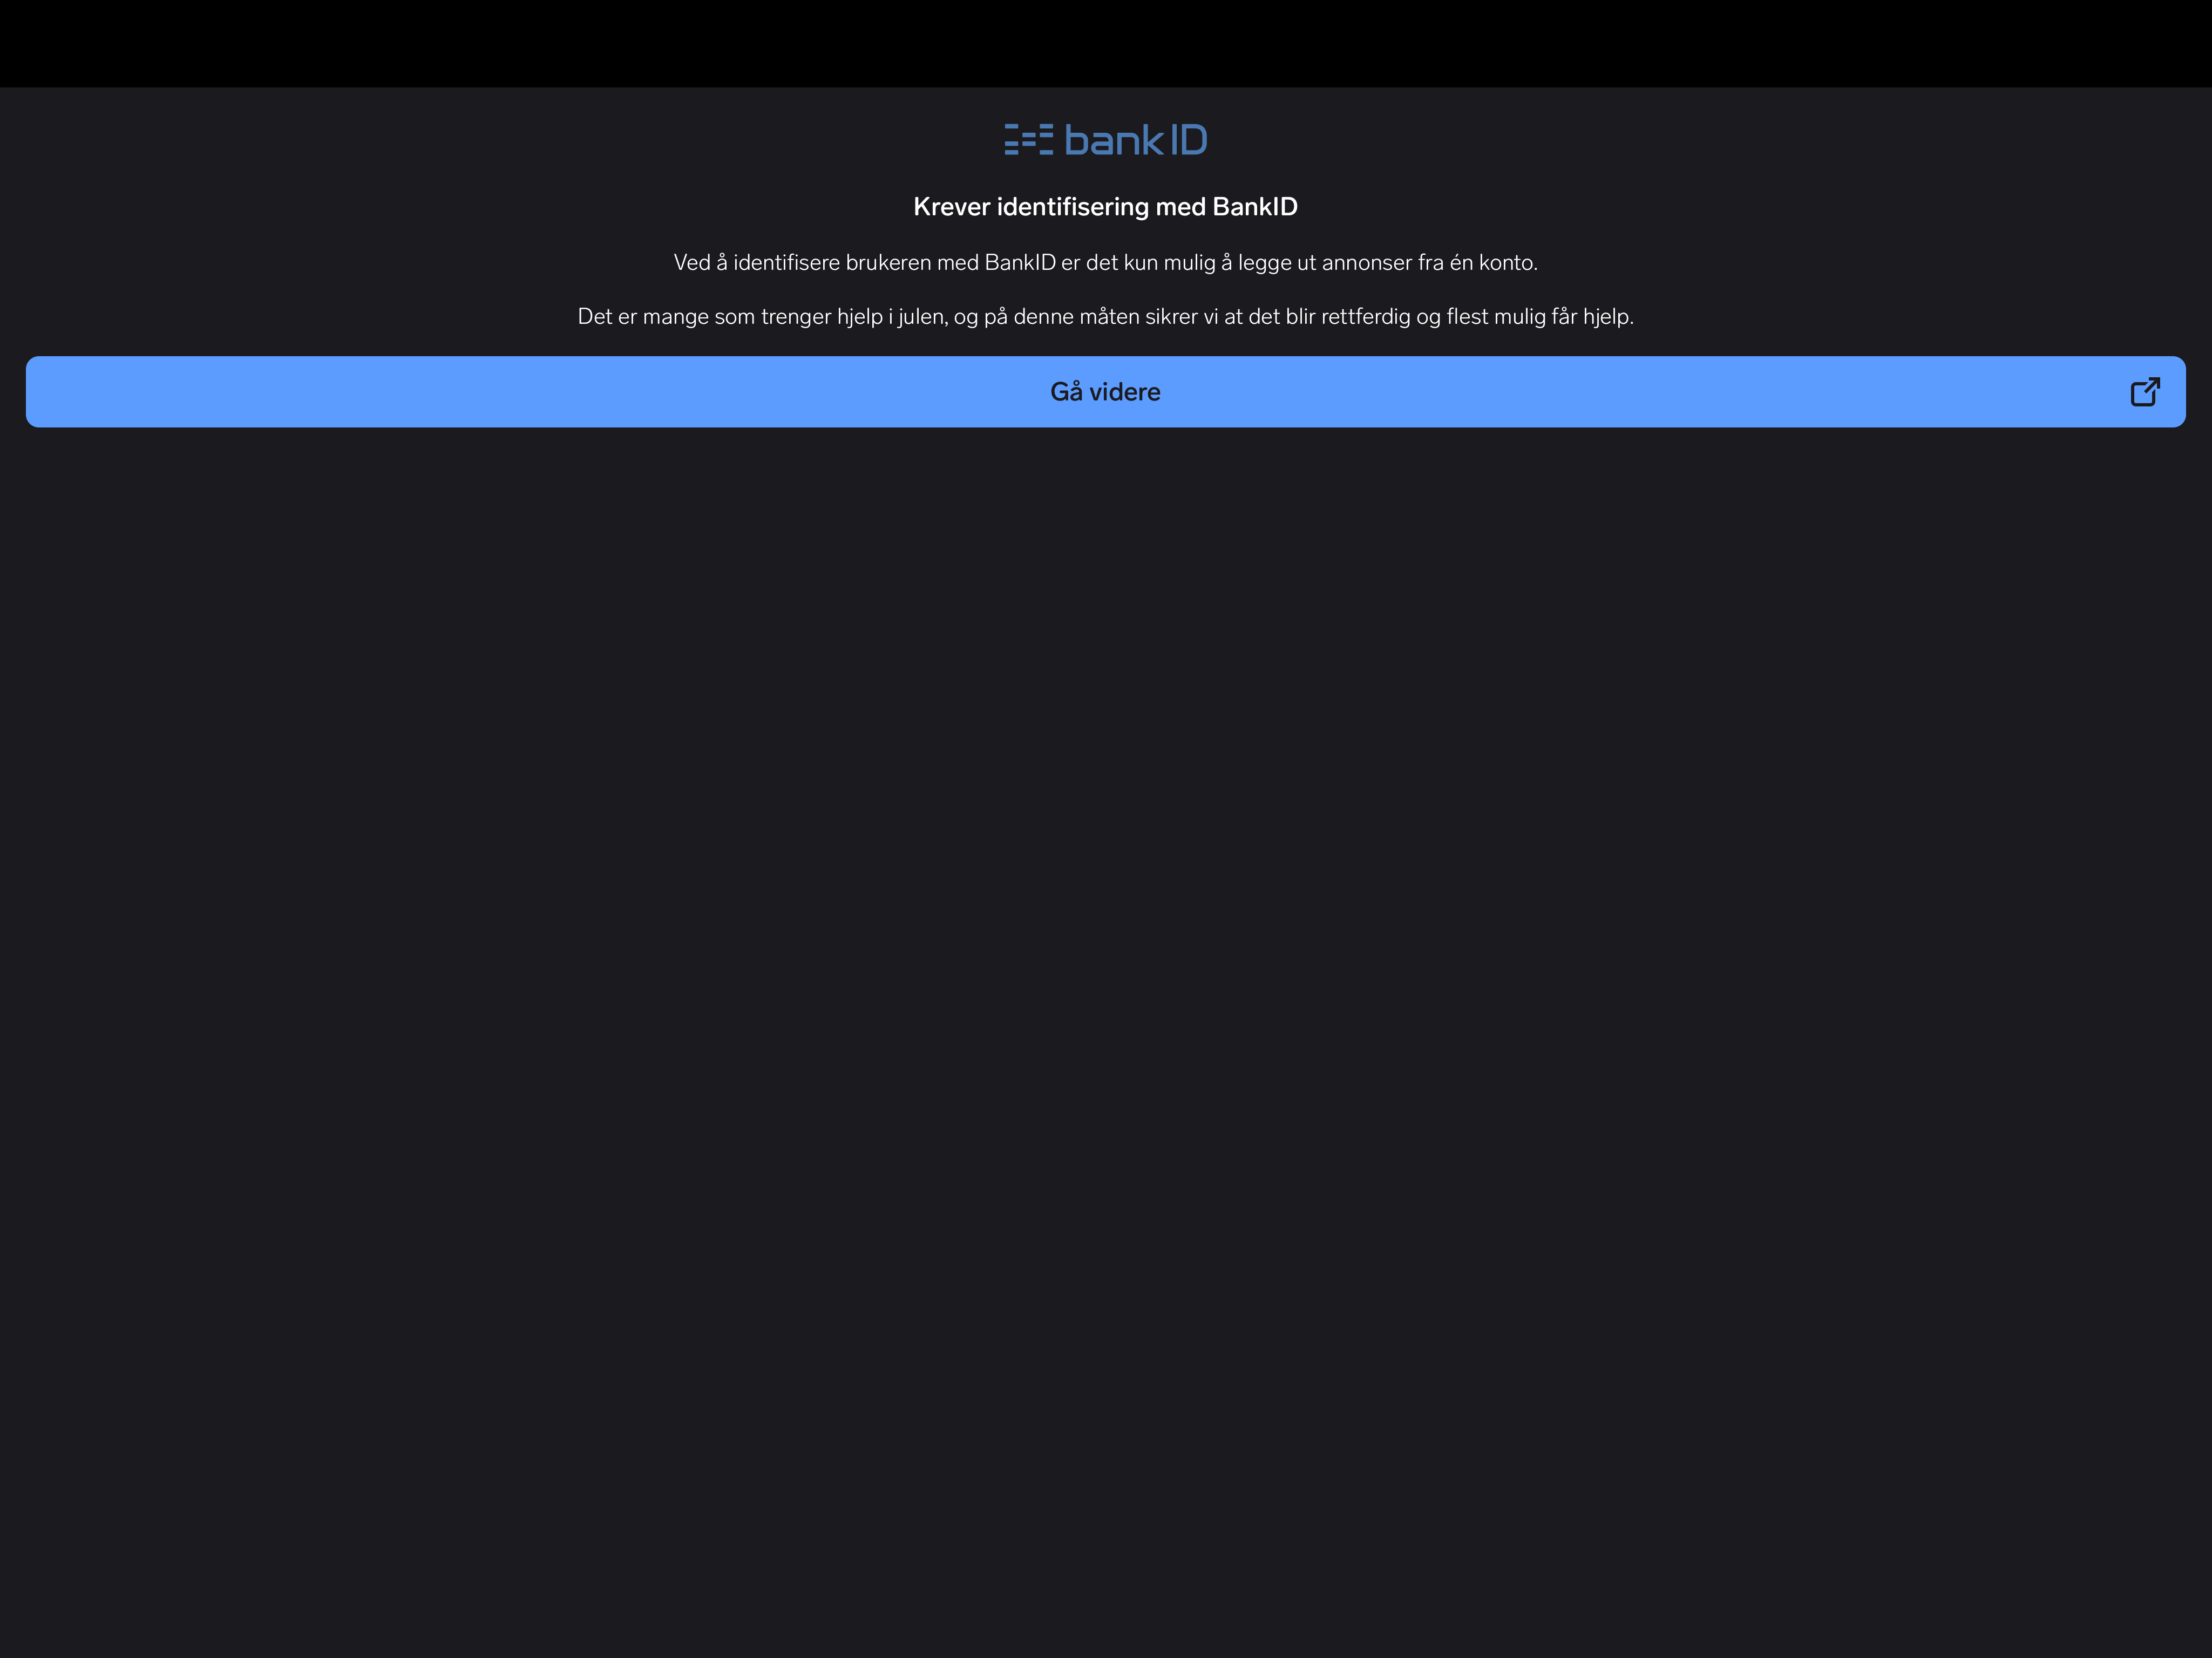 bankID
Krever identifisering med BankID
Ved å identifisere brukeren med BankID er det kun mulig å legge ut annonser fra én konto.
Det er mange som trenger hjelp i julen, og på denne måten sikrer vi at det blir rettferdig og flest mulig får hjelp.
Gå videre